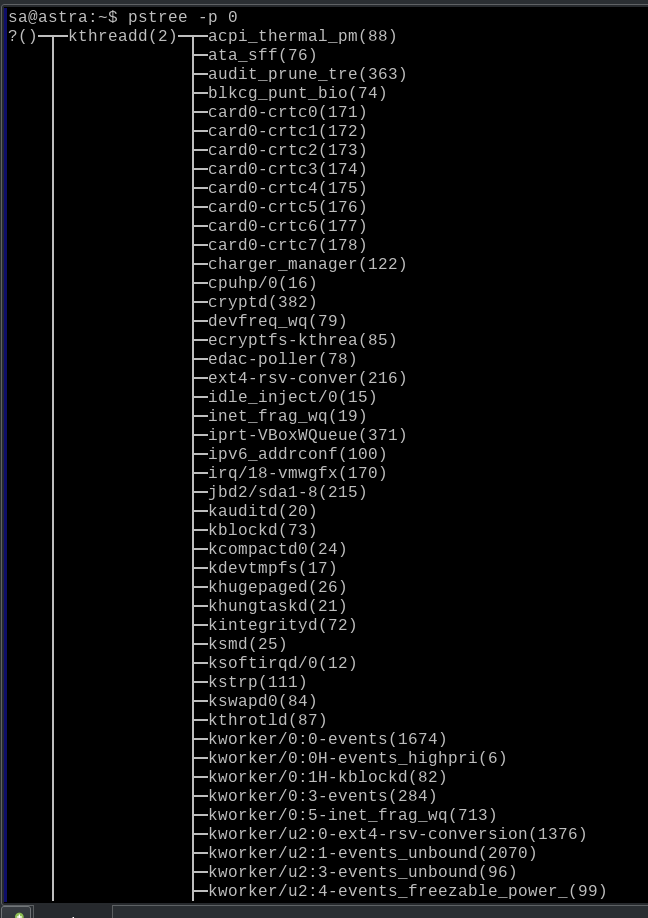 sa@astra:~$ pstree -p 0
?()─┬─kthreadd(2)─┬─acpi_thermal_pm(88)
├─ata_sff(76)
├─audit_prune_tre(363)
├─blkcg_punt_bio(74)
├─card0-crtc0(171)
├─card0-crtc1(172)
├─card0-crtc2(173)
├─card0-crtc3(174)
├─card0-crtc4(175)
├─card0-crtc5(176)
├─card0-crtc6(177)
├─card0-crtc7(178)
├─charger_manager(122)
├─cpuhp/0(16)
├─cryptd(382)
├─devfreq_wq(79)
├─ecryptfs-kthrea(85)
├─edac-poller(78)
├─ext4-rsv-conver(216)
├─idle_inject/0(15)
├─inet_frag_wq(19)
├─iprt-VBoxWQueue(371)
├─ipv6_addrconf(100)
├─irq/18-vmwgfx(170)
├─jbd2/sda1-8(215)
├─kauditd(20)
├─kblockd(73)
├─kcompactd0(24)
├─kdevtmpfs(17)
├─khugepaged(26)
├─khungtaskd(21)
├─kintegrityd(72)
├─ksmd(25)
├─ksoftirqd/0(12)
├─kstrp(111)
├─kswapd0(84)
├─kthrotld(87)
├─kworker/0:0-events(1674)
├─kworker/0:0H-events_highpri(6)
├─kworker/0:1H-kblockd(82)
├─kworker/0:3-events(284)
├─kworker/0:5-inet_frag_wq(713)
├─kworker/u2:0-ext4-rsv-conversion(1376)
├─kworker/u2:1-events_unbound(2070)
├─kworker/u2:3-events_unbound(96)
├─kworker/u2:4-events_freezable_power_(99)